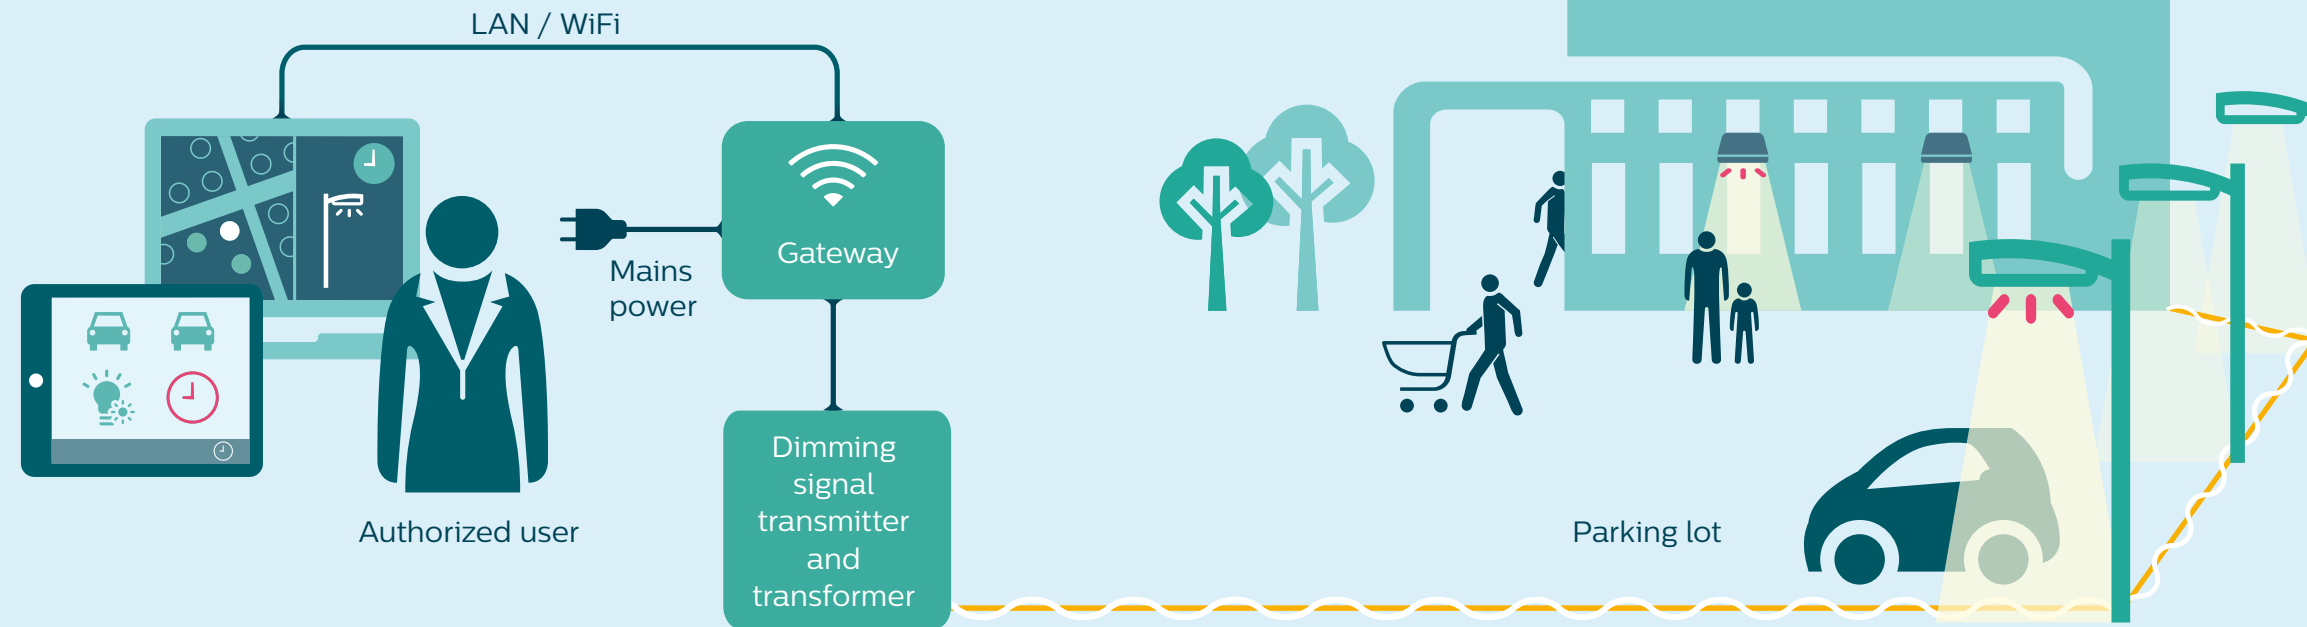 LAN / WiFi
Gateway
Mains
power
Dimming
signal
transmitter
and
transformer
Authorized user
Parking lot